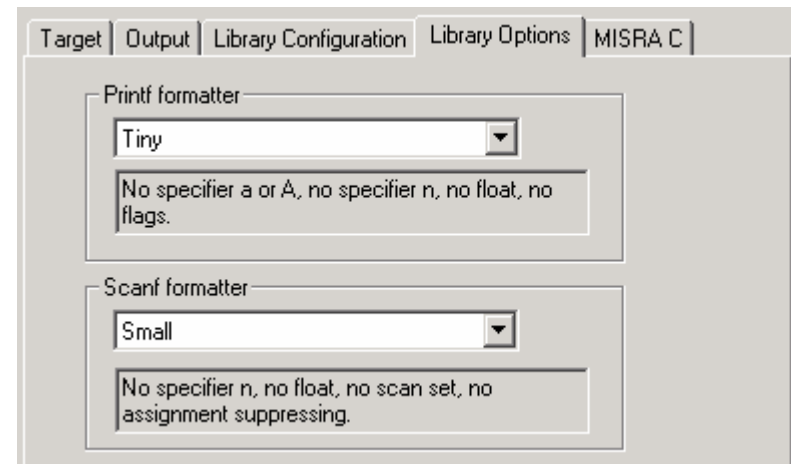 Target Output Library Configuration Library Options MISRA C
Printf formatter
Tiny
No specifier a or A, no specifier n, no float, no
flags.
Scanf formatter
Small
No specifier n, no float, no scan set, no
assignment suppressing.